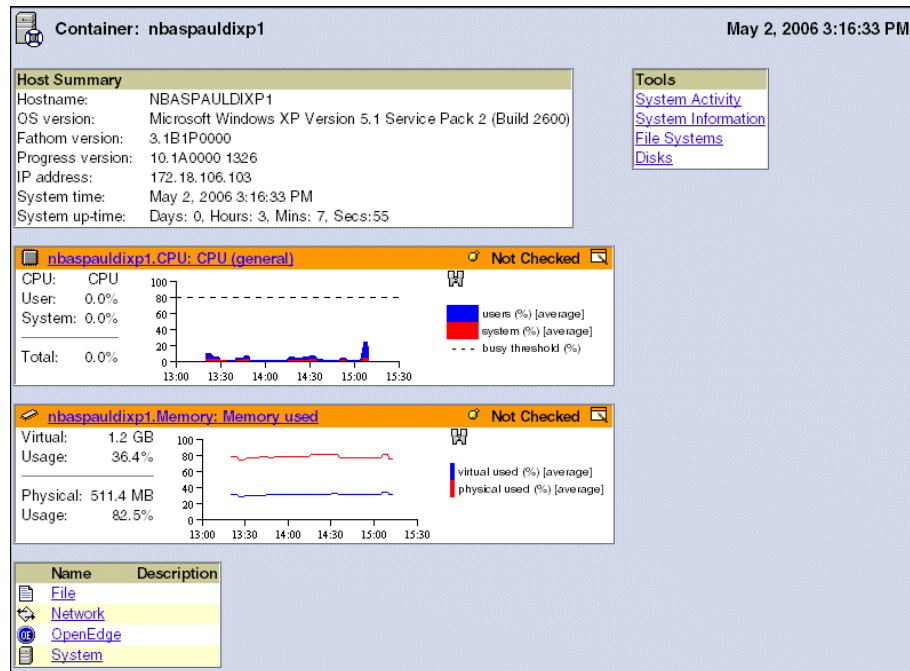 Container: nbaspauldixp1
May 2, 2006 3:16:33 PM
Host Summary
Hostname: NBASPAULDIXP1
OS version: Microsoft Windows XP Version 5.1 Service Pack 2 (Build 2600)
Fathom version: 3.1B1P0000
Progress version: 10.1A0000 1326
IP address: 172.18.106.103
System time: May 2, 2006 3:16:33 PM
System up-time: Days: 0, Hours: 3, Mins: 7, Secs:55
Tools
System Activity
System Information
File Systems
Disks
nbaspauldixp1.CPU: CPU (general) Not Checked
CPU: CPU
User: 0.0%
System: 0.0%
Total: 0.0%
100
80
60
40
20
0
13:00 13:30 14:00 14:30 15:00 15:30
users (%) [average]
system (%) [average]
busy threshold (%)
nbaspauldixp1.Memory: Memory used Not Checked
Virtual: 1.2 GB
Usage: 36.4%
Physical: 511.4 MB
Usage: 82.5%
100
80
60
40
20
0
13:00 13:30 14:00 14:30 15:00 15:30
virtual used (%) [average]
physical used (%) [average]
Name Description
File
Network
OE OpenEdge
System